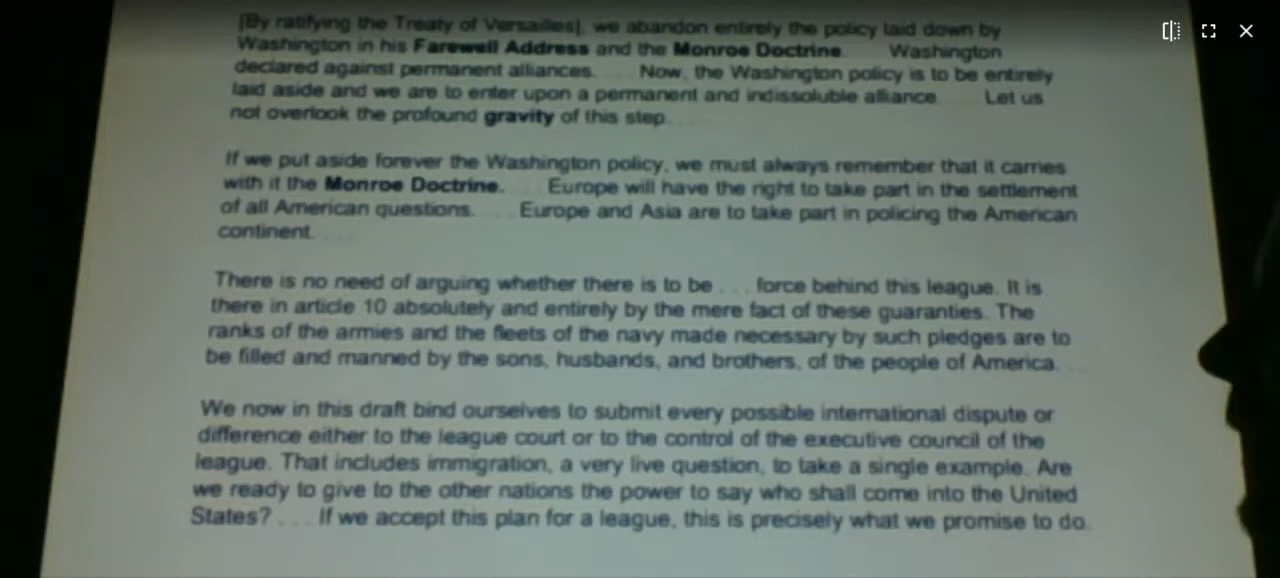 [By ratifying the Treaty of Versailles], we abandon entirely the policy laid down by
Washington in his Farewell Address and the Monroe Doctrine. Washington
declared against permanent alliances. . . . Now, the Washington policy is to be entirely
laid aside and we are to enter upon a permanent and indissoluble alliance. . . . Let us
not overlook the profound gravity of this step. . . .
If we put aside forever the Washington policy, we must always remember that it carries
with it the Monroe Doctrine. . . . Europe will have the right to take part in the settlement
of all American questions. . . . Europe and Asia are to take part in policing the American
continent. . . .
There is no need of arguing whether there is to be . . . force behind this league. It is
there in article 10 absolutely and entirely by the mere fact of these guaranties. The
ranks of the armies and the fleets of the navy made necessary by such pledges are to
be filled and manned by the sons, husbands, and brothers, of the people of America. . .
We now in this draft bind ourselves to submit every possible international dispute or
difference either to the league court or to the control of the executive council of the
league. That includes immigration, a very live question, to take a single example. Are
we ready to give to the other nations the power to say who shall come into the United
States? . . . If we accept this plan for a league, this is precisely what we promise to do.